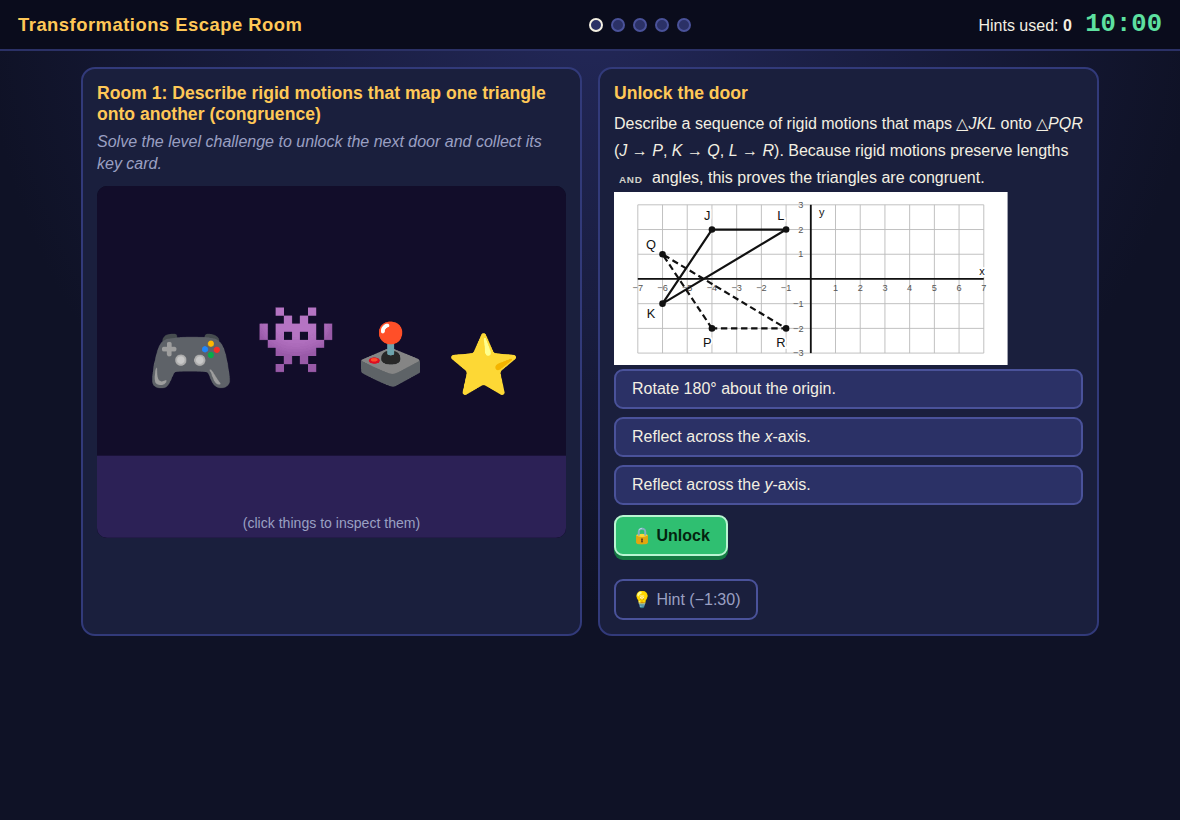 Transformations Escape Room
Hints used: 0 10:00
Room 1: Describe rigid motions that map one triangle
onto another (congruence)
Solve the level challenge to unlock the next door and collect its
key card.
(click things to inspect them)
Unlock the door
Describe a sequence of rigid motions that maps △JKL onto △PQR
(J → P, K → Q, L → R). Because rigid motions preserve lengths
AND angles, this proves the triangles are congruent.
3
y
J L
2
Q
1
x
−7 −6 −5 −4 −3 −2 −1 1 2 3 4 5 6 7
−1
K
−2
P R
−3
Rotate 180° about the origin.
Reflect across the x-axis.
Reflect across the y-axis.
🔒 Unlock
💡 Hint (−1:30)